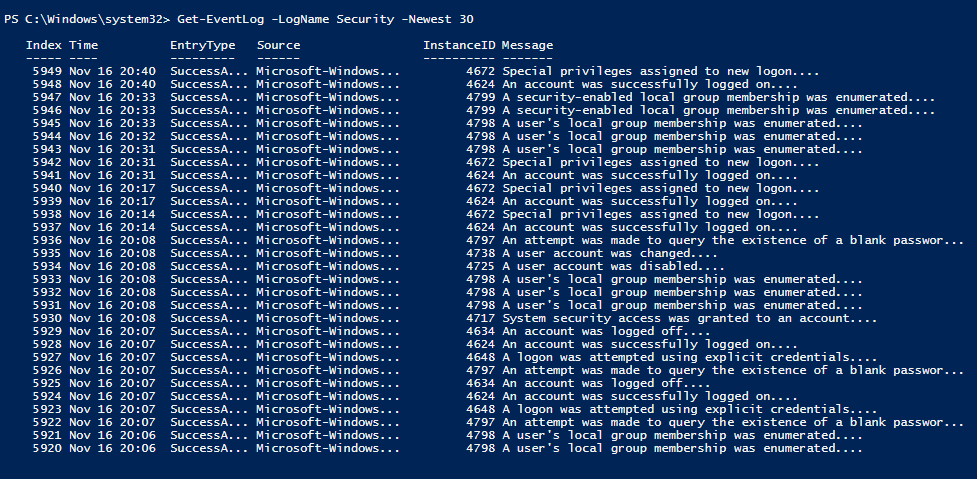 PS C:\Windows\system32> Get-EventLog -LogName Security -Newest 30
Index Time EntryType Source InstanceID Message
----- ---- --------- ------ ---------- -------
5949 Nov 16 20:40 SuccessA... Microsoft-Windows... 4672 Special privileges assigned to new logon....
5948 Nov 16 20:40 SuccessA... Microsoft-Windows... 4624 An account was successfully logged on....
5947 Nov 16 20:33 SuccessA... Microsoft-Windows... 4799 A security-enabled local group membership was enumerated....
5946 Nov 16 20:33 SuccessA... Microsoft-Windows... 4799 A security-enabled local group membership was enumerated....
5945 Nov 16 20:33 SuccessA... Microsoft-Windows... 4798 A user's local group membership was enumerated....
5944 Nov 16 20:32 SuccessA... Microsoft-Windows... 4798 A user's local group membership was enumerated....
5943 Nov 16 20:31 SuccessA... Microsoft-Windows... 4798 A user's local group membership was enumerated....
5942 Nov 16 20:31 SuccessA... Microsoft-Windows... 4672 Special privileges assigned to new logon....
5941 Nov 16 20:31 SuccessA... Microsoft-Windows... 4624 An account was successfully logged on....
5940 Nov 16 20:17 SuccessA... Microsoft-Windows... 4672 Special privileges assigned to new logon....
5939 Nov 16 20:17 SuccessA... Microsoft-Windows... 4624 An account was successfully logged on....
5938 Nov 16 20:14 SuccessA... Microsoft-Windows... 4672 Special privileges assigned to new logon....
5937 Nov 16 20:14 SuccessA... Microsoft-Windows... 4624 An account was successfully logged on....
5936 Nov 16 20:08 SuccessA... Microsoft-Windows... 4797 An attempt was made to query the existence of a blank passwor...
5935 Nov 16 20:08 SuccessA... Microsoft-Windows... 4738 A user account was changed....
5934 Nov 16 20:08 SuccessA... Microsoft-Windows... 4725 A user account was disabled....
5933 Nov 16 20:08 SuccessA... Microsoft-Windows... 4798 A user's local group membership was enumerated....
5932 Nov 16 20:08 SuccessA... Microsoft-Windows... 4798 A user's local group membership was enumerated....
5931 Nov 16 20:08 SuccessA... Microsoft-Windows... 4798 A user's local group membership was enumerated....
5930 Nov 16 20:08 SuccessA... Microsoft-Windows... 4717 System security access was granted to an account....
5929 Nov 16 20:07 SuccessA... Microsoft-Windows... 4634 An account was logged off....
5928 Nov 16 20:07 SuccessA... Microsoft-Windows... 4624 An account was successfully logged on....
5927 Nov 16 20:07 SuccessA... Microsoft-Windows... 4648 A logon was attempted using explicit credentials....
5926 Nov 16 20:07 SuccessA... Microsoft-Windows... 4797 An attempt was made to query the existence of a blank passwor...
5925 Nov 16 20:07 SuccessA... Microsoft-Windows... 4634 An account was logged off....
5924 Nov 16 20:07 SuccessA... Microsoft-Windows... 4624 An account was successfully logged on....
5923 Nov 16 20:07 SuccessA... Microsoft-Windows... 4648 A logon was attempted using explicit credentials....
5922 Nov 16 20:07 SuccessA... Microsoft-Windows... 4797 An attempt was made to query the existence of a blank passwor...
5921 Nov 16 20:06 SuccessA... Microsoft-Windows... 4798 A user's local group membership was enumerated....
5920 Nov 16 20:06 SuccessA... Microsoft-Windows... 4798 A user's local group membership was enumerated....